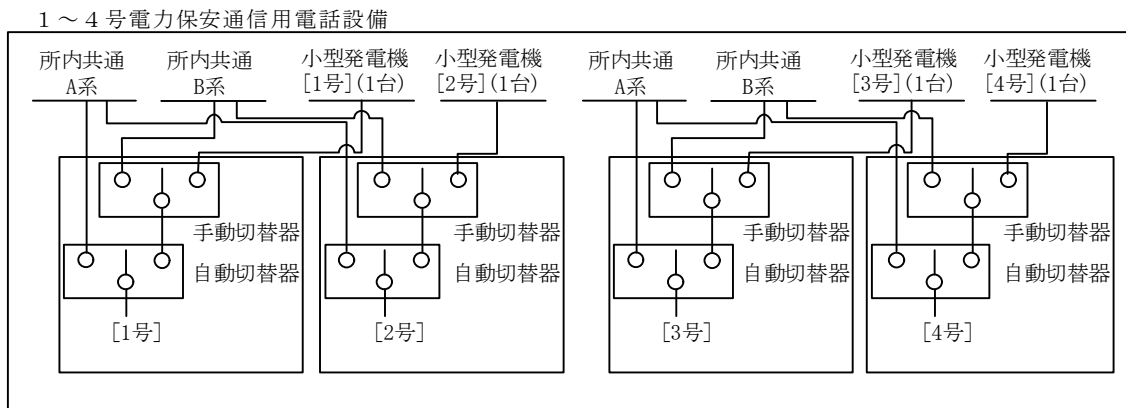 １～４号電力保安通信用電話設備
所内共通
A系
所内共通
B系
小型発電機
[1号](1台)
小型発電機
[2号](1台)
所内共通
A系
所内共通
B系
小型発電機
[3号](1台)
小型発電機
[4号](1台)
手動切替器
自動切替器
[1号]
手動切替器
自動切替器
[2号]
手動切替器
自動切替器
[3号]
手動切替器
自動切替器
[4号]